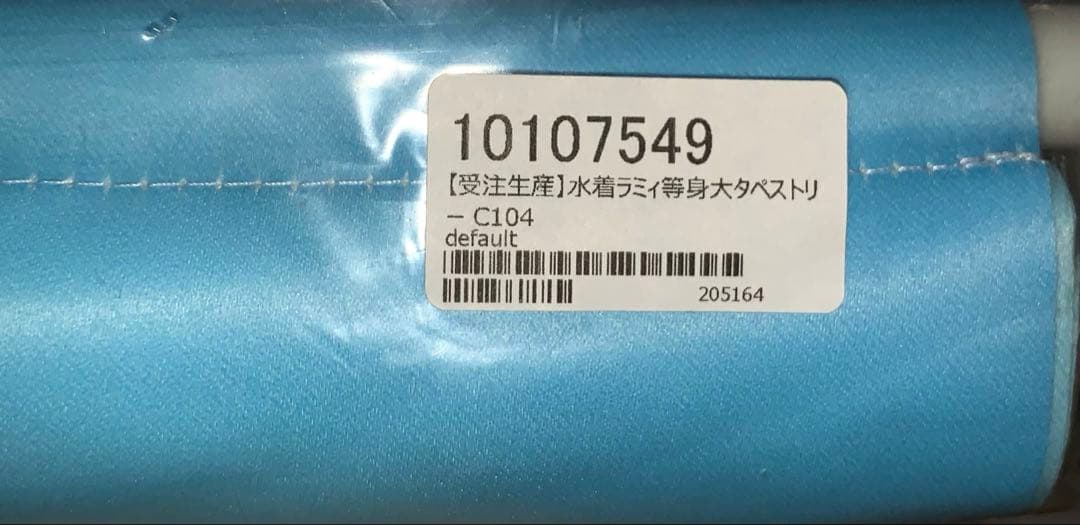 10107549
【受注生産】水着ラミィ等身大タペストリ
ー C104
default
205164